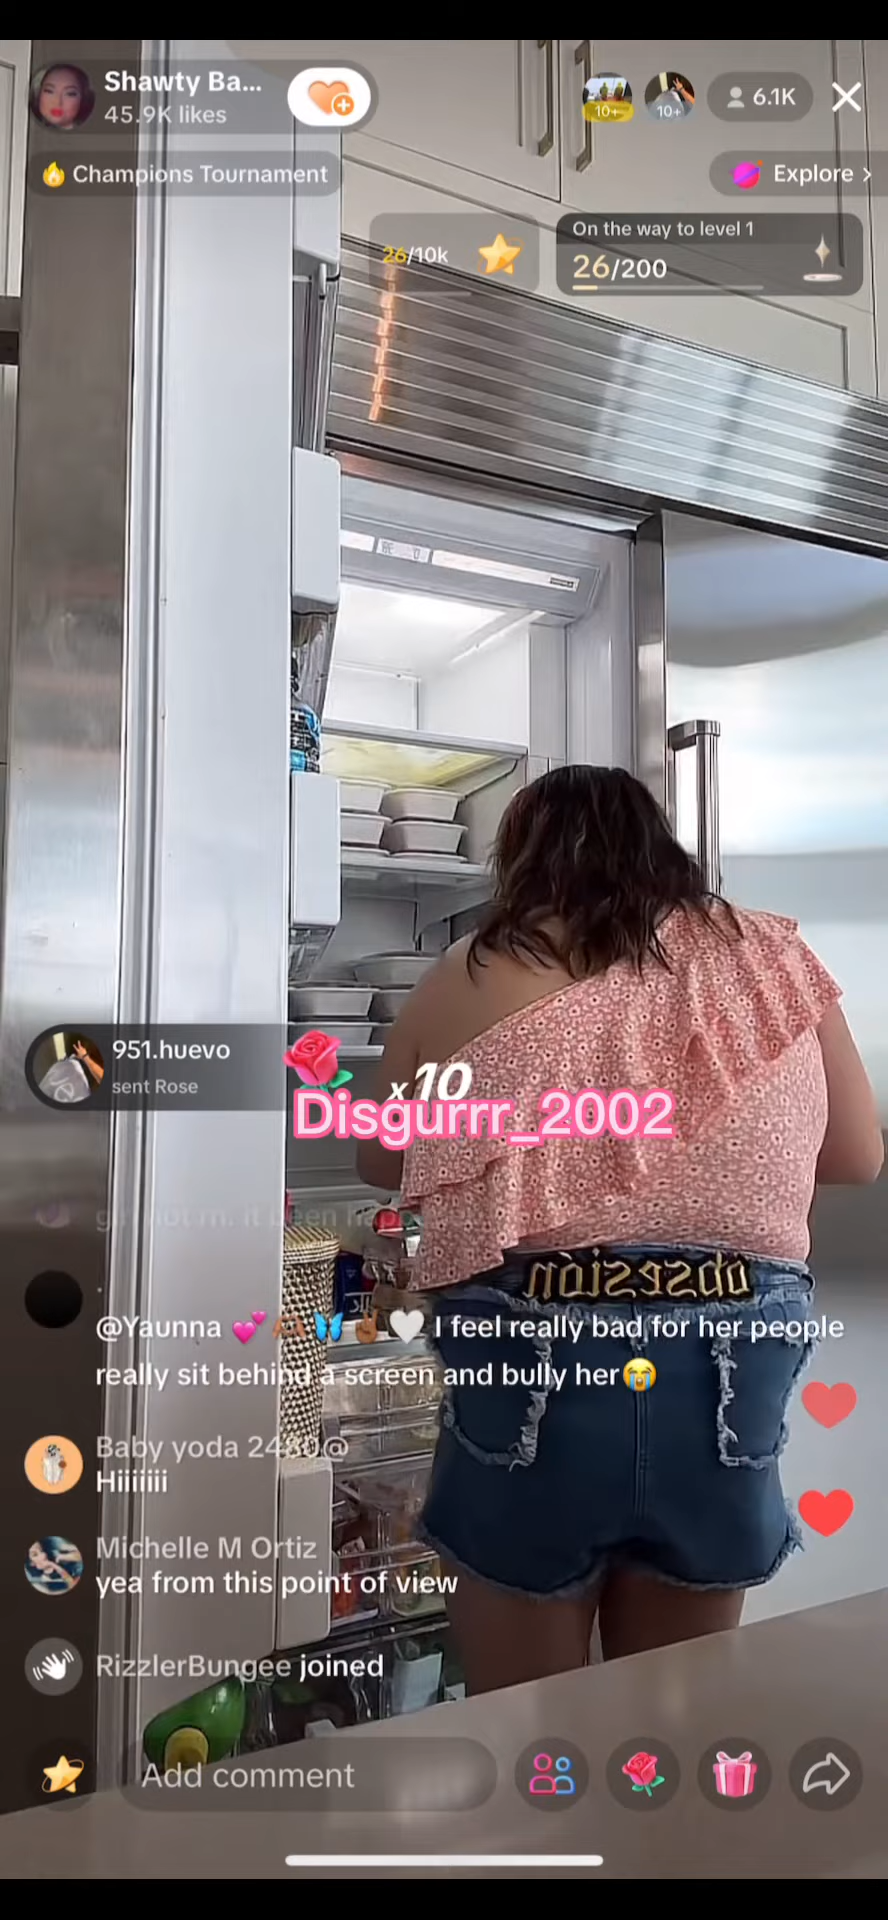 Shawty Ba...
45.9K likes
10+
10+
6.1K
Champions Tournament
Explore >
26/10k
On the way to level 1
26/200
951.huevo
sent Rose
x10
Disgurrr_2002
@Yaunna 💕🫶🏽🦋✌🏽🤍 I feel really bad for her people
really sit behind a screen and bully her😭
Baby yoda 2480@
Hiiiiiii
Michelle M Ortiz
yea from this point of view
RizzlerBungee joined
Add comment